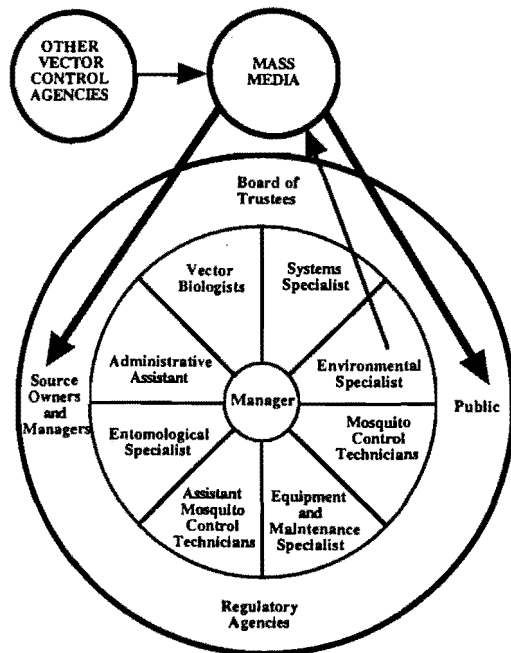 OTHER
VECTOR
CONTROL
AGENCIES
MASS
MEDIA
Board of
Trustees
Vector
Biologists
Systems
Specialist
Administrative
Assistant
Environmental
Specialist
Source
Owners
and
Managers
Manager
Public
Entomological
Specialist
Mosquito
Control
Technicians
Assistant
Mosquito
Control
Technicians
Equipment
and
Maintenance
Specialist
Regulatory
Agencies